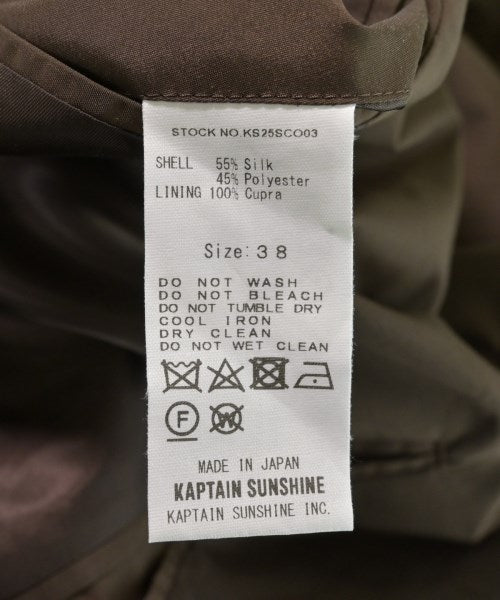 STOCK NO.KS25SCO03
SHELL 55% Silk
45% Polyester
LINING 100% Cupra
Size: 38
DO NOT WASH
DO NOT BLEACH
DO NOT TUMBLE DRY
COOL IRON
DRY CLEAN
DO NOT WET CLEAN
F W
MADE IN JAPAN
KAPTAIN SUNSHINE
KAPTAIN SUNSHINE INC.